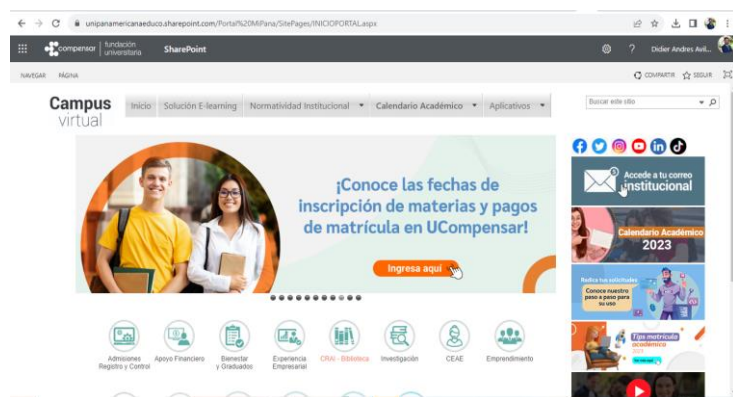 unipanamericanaeduco.sharepoint.com/Portal%20MiPana/SitePages/INICIOPORTAL.aspx
compensar | fundación universitaria
SharePoint
Didier Andres Avil...
NAVEGAR PÁGINA
COMPARTIR SEGUIR
Campus virtual
Inicio Solución E-learning Normatividad Institucional Calendario Académico Aplicativos
Buscar este sitio
¡Conoce las fechas de
inscripción de materias y pagos
de matrícula en UCompensar!
Ingresa aquí
Accede a tu correo
institucional
Calendario Académico
2023
Radica tus solicitudes
Conoce nuestro
paso a paso para
su uso
Tips matrícula
académica
Admisiones
Registro y Control
Apoyo Financiero
Bienestar
y Graduados
Experiencia
Empresarial
CRAI - Biblioteca
Investigación
CEAE
Emprendimiento